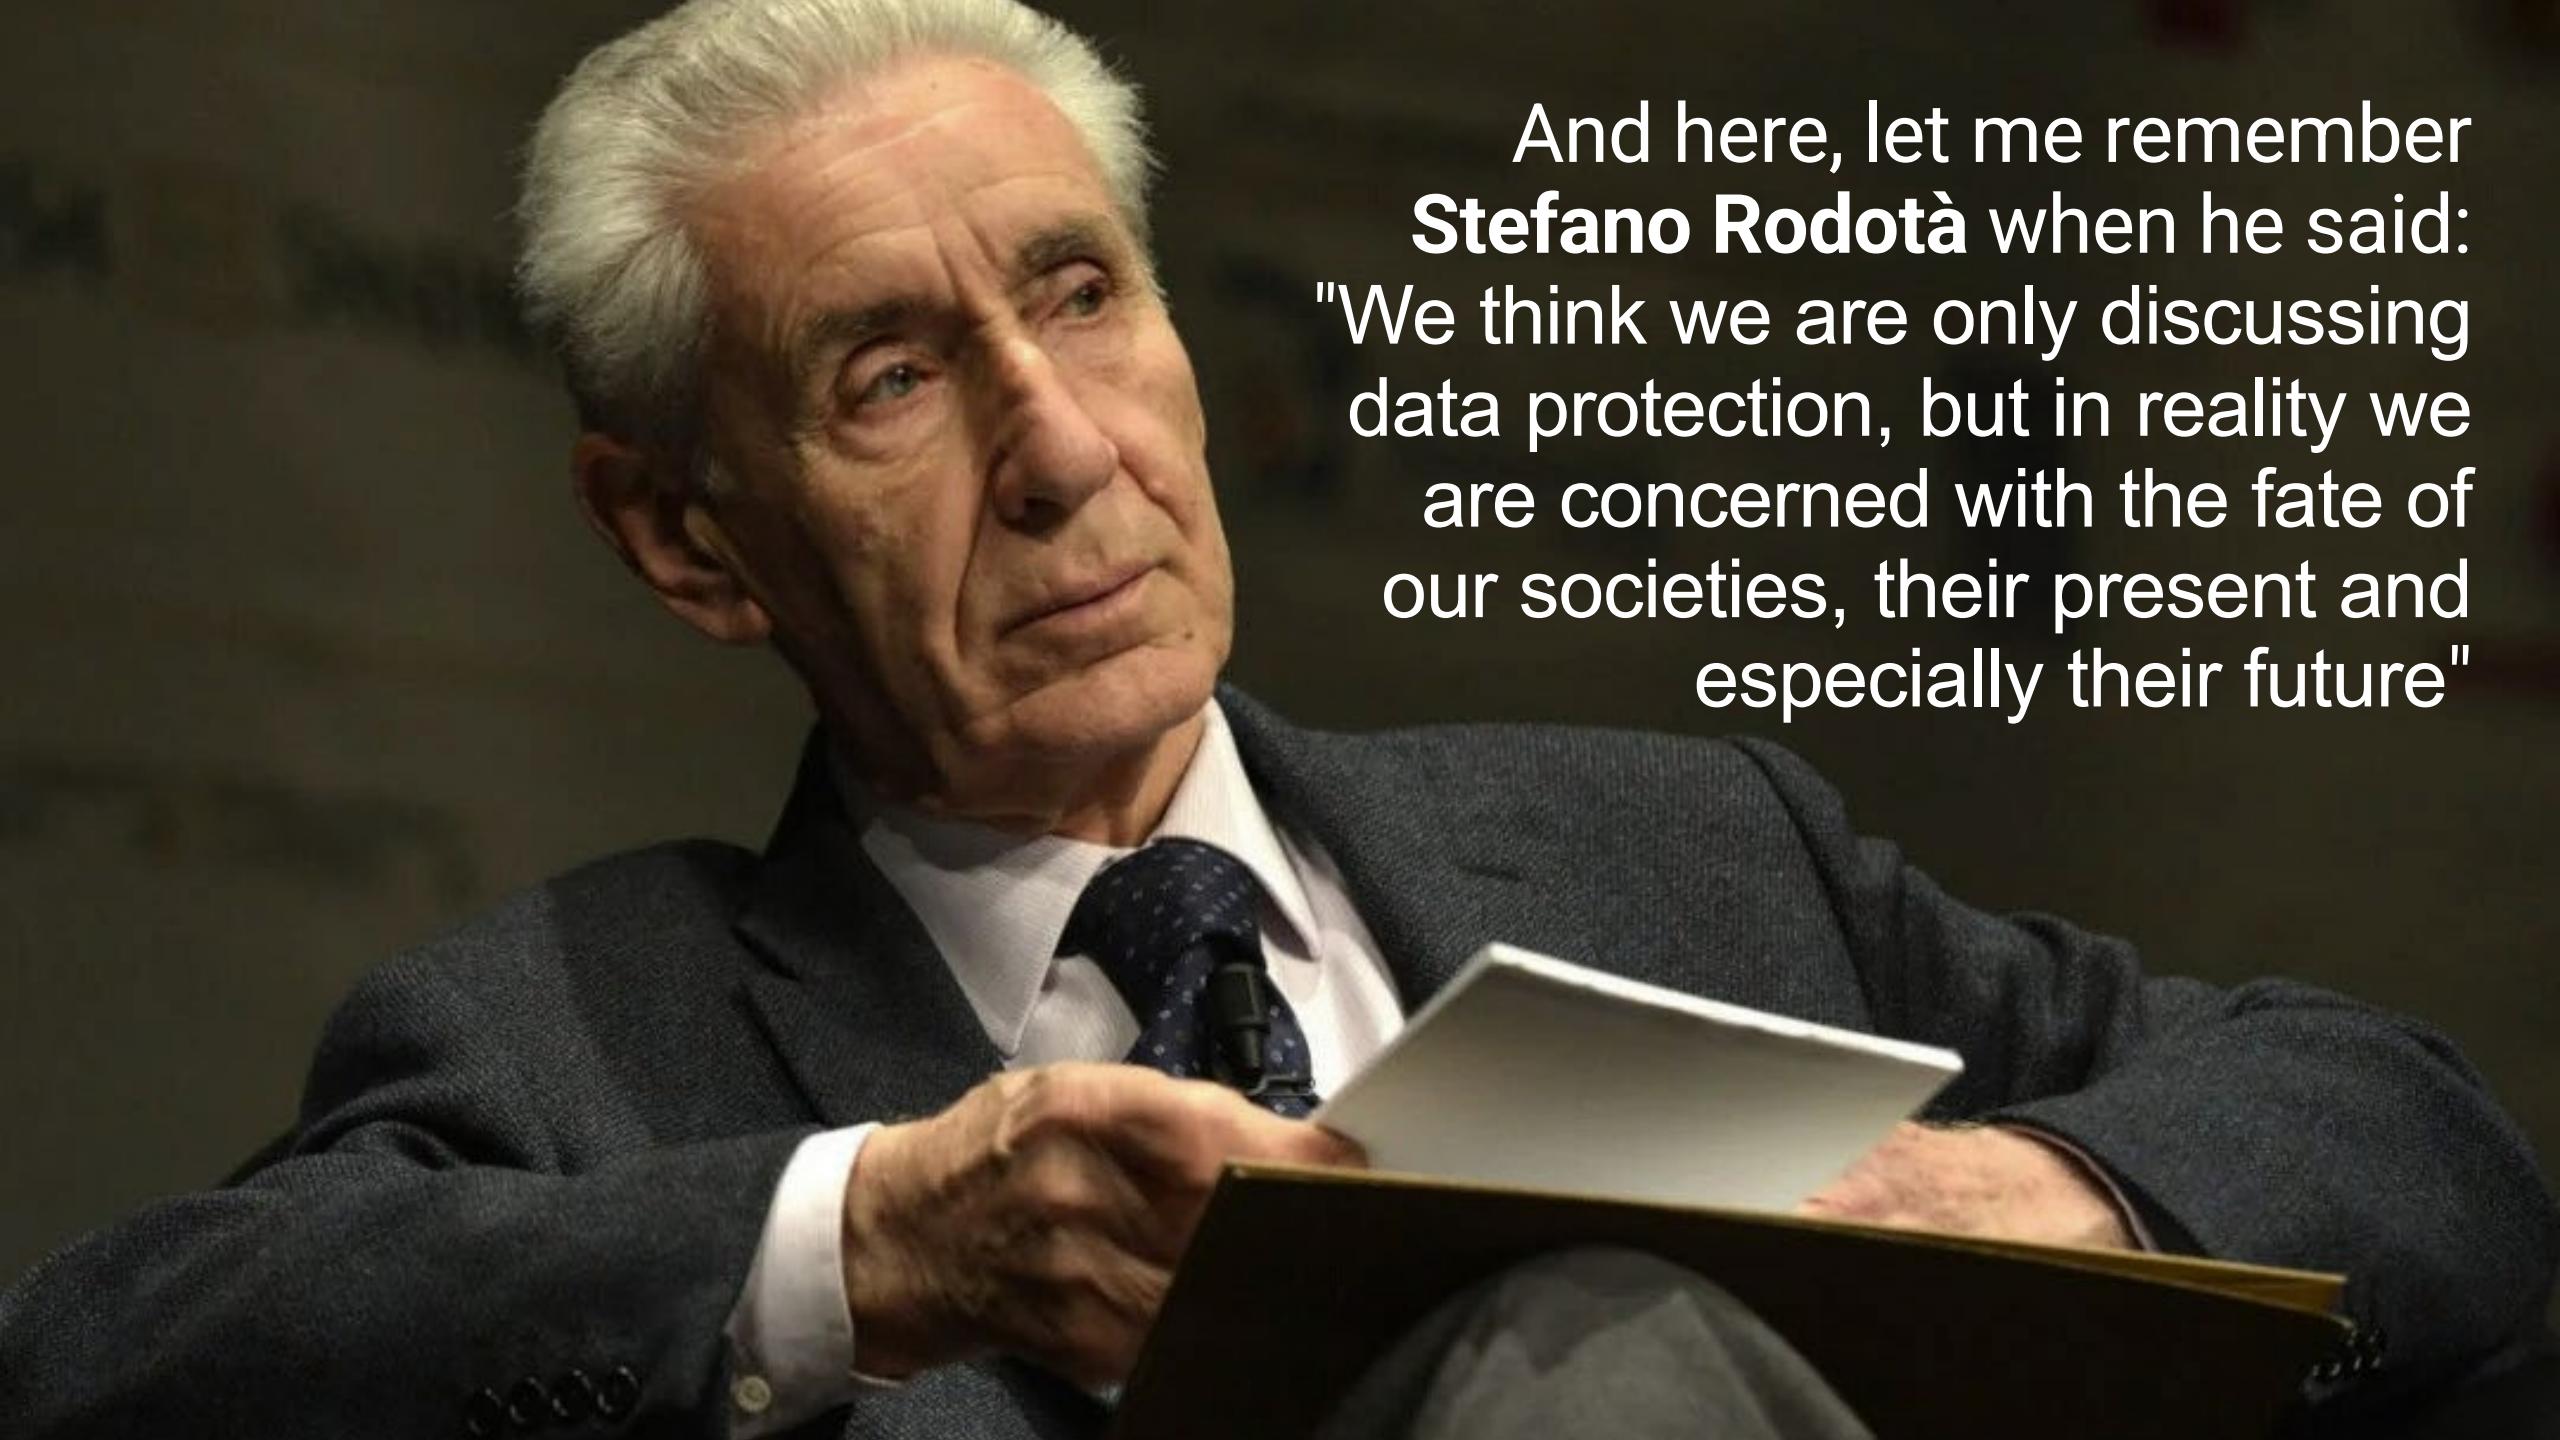 And here, let me remember
Stefano Rodotà when he said:
"We think we are only discussing
data protection, but in reality we
are concerned with the fate of
our societies, their present and
especially their future"